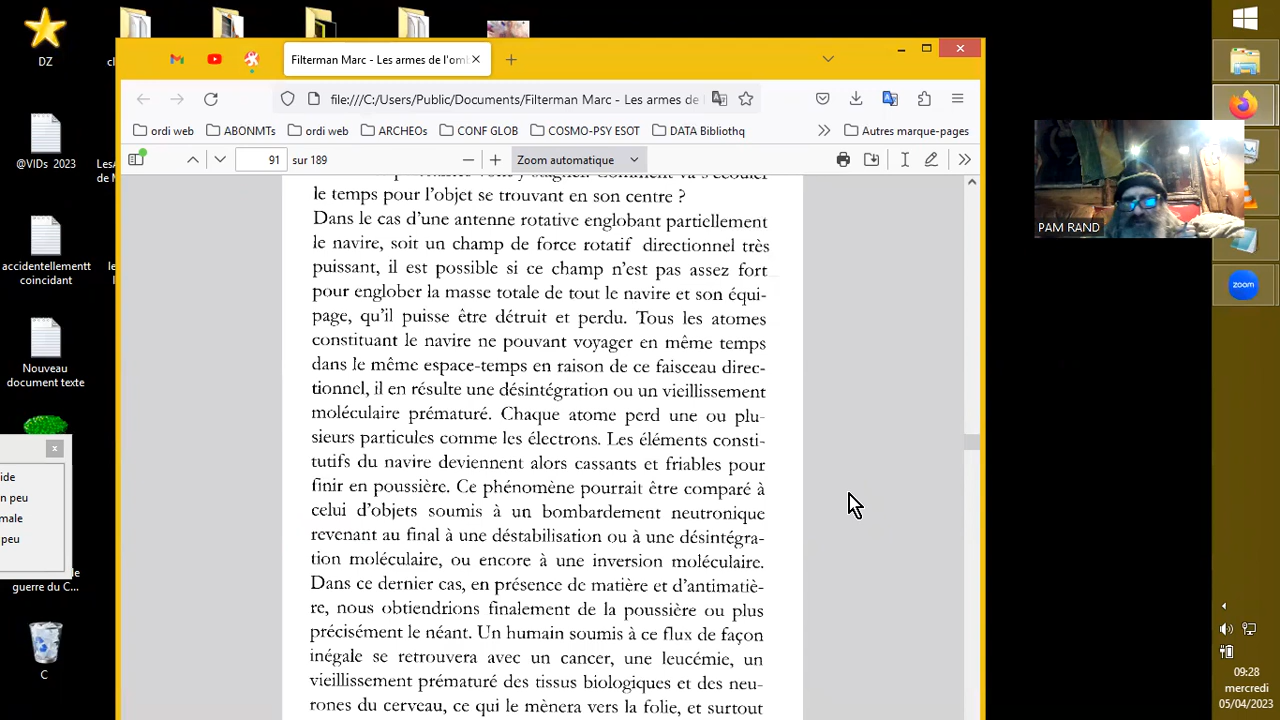 DZ
Filterman Marc - Les armes de l'oml
file:///C:/Users/Public/Documents/Filterman Marc - Les armes de
ordi web
ABONMTs
ordi web
ARCHEOs
CONF GLOB
COSMO-PSY ESOT
DATA Bibliothq
Autres marque-pages
91 sur 189
Zoom automatique
@VIDs 2023
accidentellementt
coincidant
Nouveau
document texte
ide
n peu
male
peu
guerre du C...
C
le temps pour l'objet se trouvant en son centre ?
Dans le cas d'une antenne rotative englobant partiellement
le navire, soit un champ de force rotatif directionnel très
puissant, il est possible si ce champ n'est pas assez fort
pour englober la masse totale de tout le navire et son équi-
page, qu'il puisse être détruit et perdu. Tous les atomes
constituant le navire ne pouvant voyager en même temps
dans le même espace-temps en raison de ce faisceau direc-
tionnel, il en résulte une désintégration ou un vieillissement
moléculaire prématuré. Chaque atome perd une ou plu-
sieurs particules comme les électrons. Les éléments consti-
tutifs du navire deviennent alors cassants et friables pour
finir en poussière. Ce phénomène pourrait être comparé à
celui d'objets soumis à un bombardement neutronique
revenant au final à une déstabilisation ou à une désintégra-
tion moléculaire, ou encore à une inversion moléculaire.
Dans ce dernier cas, en présence de matière et d'antimatiè-
re, nous obtiendrions finalement de la poussière ou plus
précisément le néant. Un humain soumis à ce flux de façon
inégale se retrouvera avec un cancer, une leucémie, un
vieillissement prématuré des tissus biologiques et des neu-
rones du cerveau, ce qui le mènera vers la folie, et surtout
PAM RAND
zoom
09:28
mercredi
05/04/2023